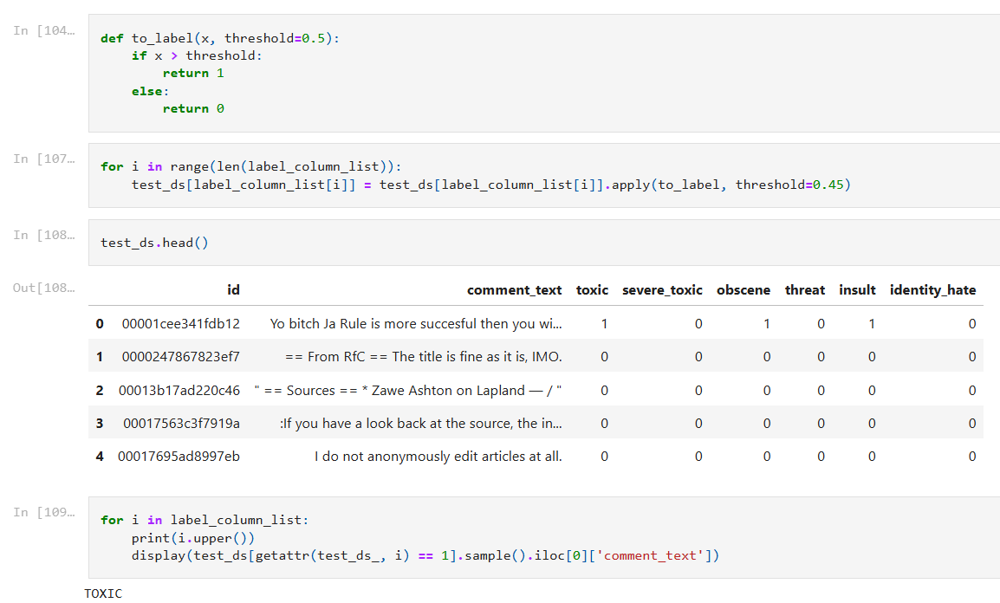 In [104…
def to_label(x, threshold=0.5):
    if x > threshold:
        return 1
    else:
        return 0
In [107…
for i in range(len(label_column_list)):
    test_ds[label_column_list[i]] = test_ds[label_column_list[i]].apply(to_label, threshold=0.45)
In [108…
test_ds.head()
Out[108…
id comment_text toxic severe_toxic obscene threat insult identity_hate
0 00001cee341fdb12 Yo bitch Ja Rule is more succesful then you wi... 1 0 1 0 1 0
1 0000247867823ef7 == From RfC == The title is fine as it is, IMO. 0 0 0 0 0 0
2 00013b17ad220c46 " == Sources == * Zawe Ashton on Lapland — / " 0 0 0 0 0 0
3 00017563c3f7919a :If you have a look back at the source, the in... 0 0 0 0 0 0
4 00017695ad8997eb I do not anonymously edit articles at all. 0 0 0 0 0 0
In [109…
for i in label_column_list:
    print(i.upper())
    display(test_ds[getattr(test_ds_, i) == 1].sample().iloc[0]['comment_text'])
TOXIC